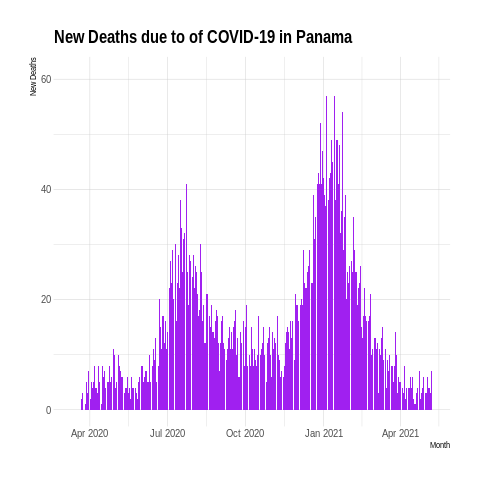 New Deaths due to of COVID-19 in Panama
New Deaths
60
40
20
0
Apr 2020 Jul 2020 Oct 2020 Jan 2021 Apr 2021
Month